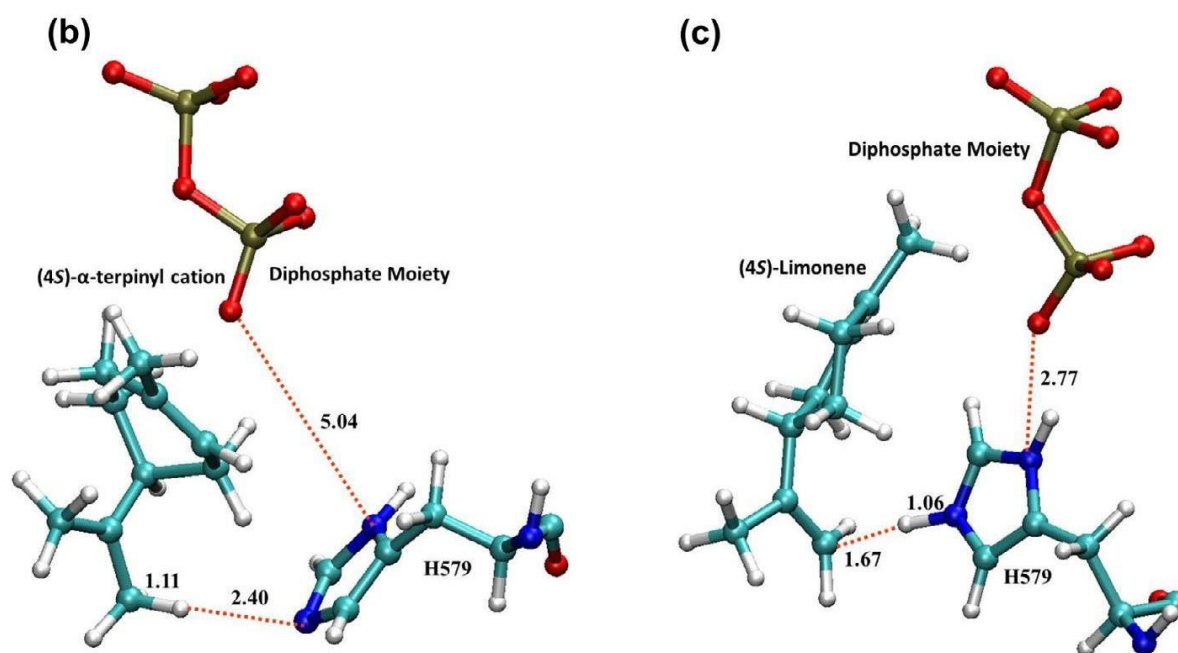 (b)
(4S)-α-terpinyl cation
Diphosphate Moiety
5.04
H579
1.11
2.40
(c)
Diphosphate Moiety
(4S)-Limonene
2.77
1.06
1.67
H579